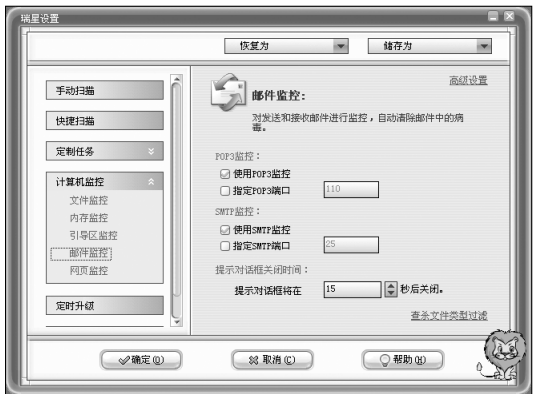 瑞星设置
恢复为
储存为
手动扫描
快捷扫描
定制任务
计算机监控
文件监控
内存监控
引导区监控
邮件监控
网页监控
定时升级
高级设置
邮件监控：
对发送和接收邮件进行监控，自动清除邮件中的病
毒。
POP3监控：
使用POP3监控
指定POP3端口 110
SMTP监控：
使用SMTP监控
指定SMTP端口 25
提示对话框关闭时间：
提示对话框将在 15 秒后关闭。
查杀文件类型过滤
确定(O) 取消(C) 帮助(H)